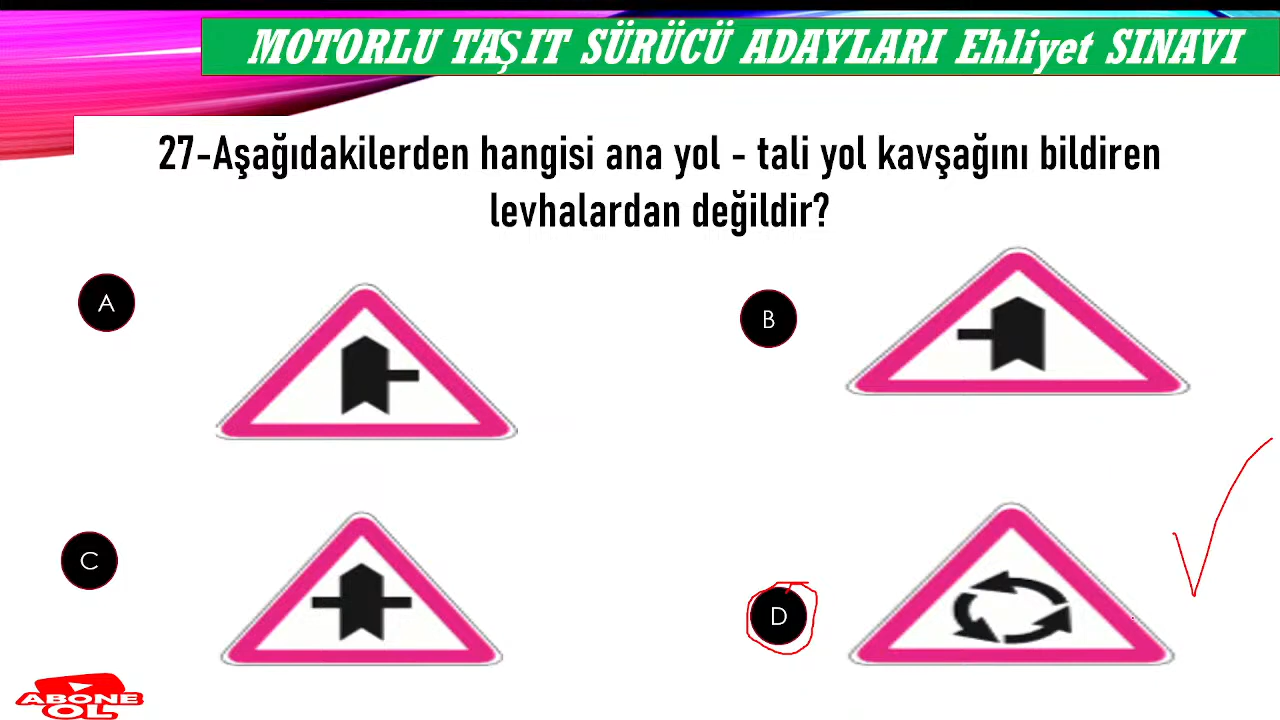 MOTORLU TAŞIT SÜRÜCÜ ADAYLARI Ehliyet SINAVI
27-Aşağıdakilerden hangisi ana yol - tali yol kavşağını bildiren
levhalardan değildir?
A
B
C
D
ABONE
OL